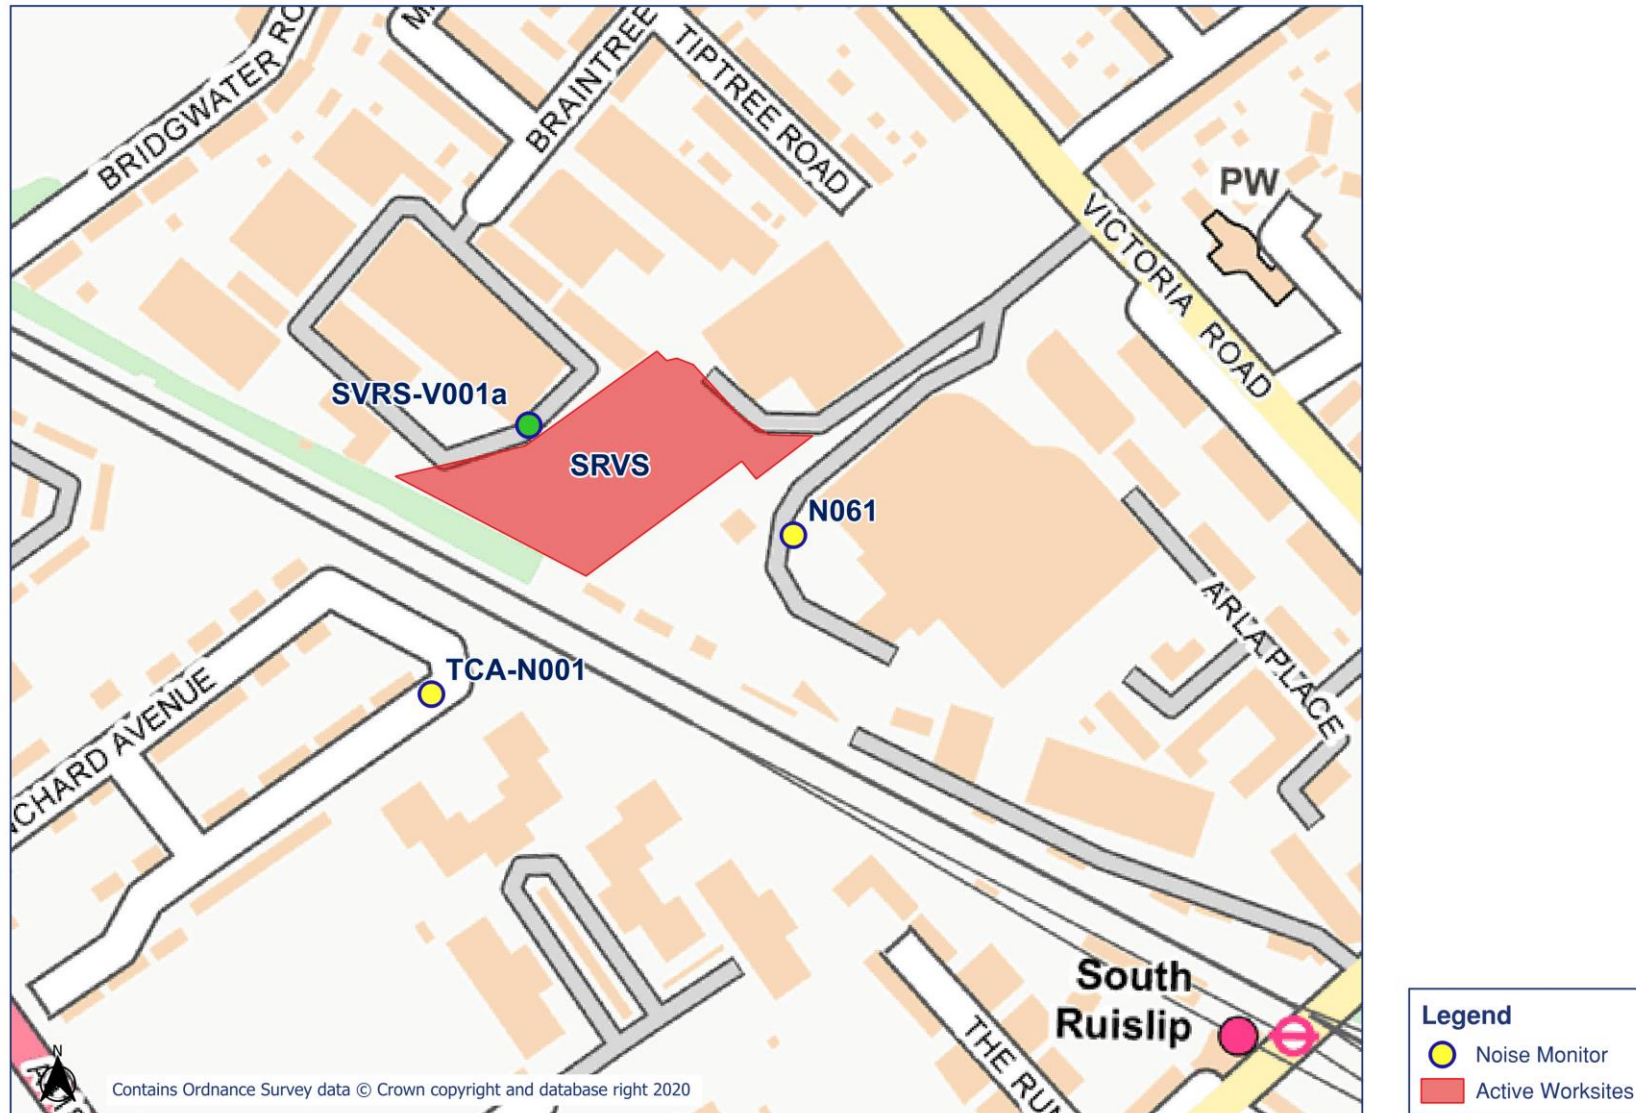 BRIDGWATER RO
BRAINTREE
TIPTREE ROAD
PW
VICTORIA ROAD
SVRS-V001a
SRVS
N061
ARLA PLACE
TCA-N001
CHARD AVENUE
South
Ruislip
THE RUN
N
Contains Ordnance Survey data © Crown copyright and database right 2020
Legend
Noise Monitor
Active Worksites